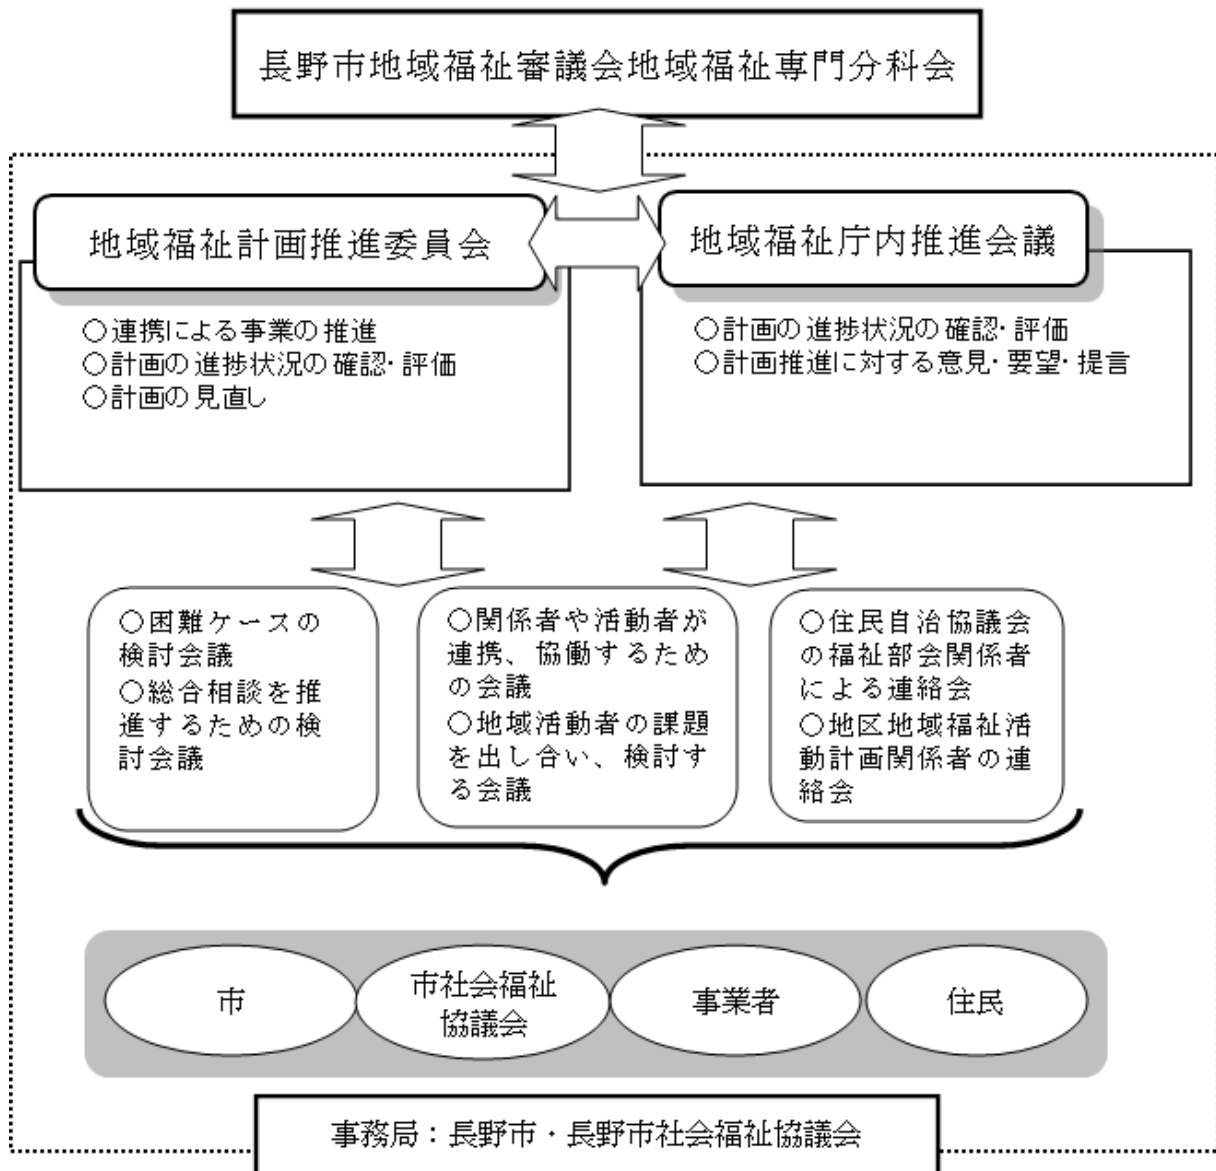 長野市地域福祉審議会地域福祉専門分科会
地域福祉計画推進委員会
○連携による事業の推進
○計画の進捗状況の確認・評価
○計画の見直し
地域福祉庁内推進会議
○計画の進捗状況の確認・評価
○計画推進に対する意見・要望・提言
○困難ケースの
検討会議
○総合相談を推
進するための検
討会議
○関係者や活動者が
連携、協働するため
の会議
○地域活動者の課題
を出し合い、検討す
る会議
○住民自治協議会
の福祉部会関係者
による連絡会
○地区地域福祉活
動計画関係者の連
絡会
市
市社会福祉
協議会
事業者
住民
事務局：長野市・長野市社会福祉協議会